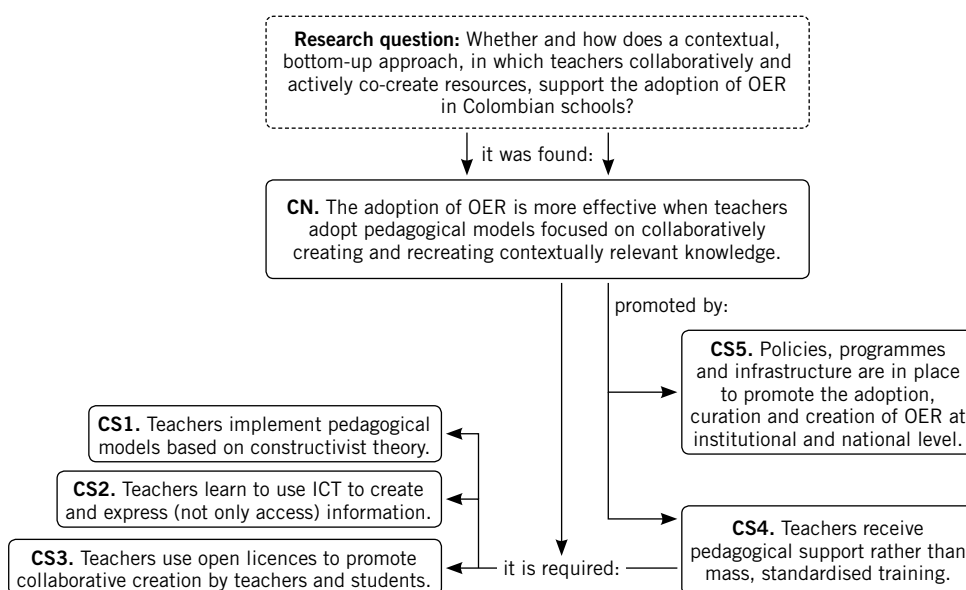 Research question: Whether and how does a contextual,
bottom-up approach, in which teachers collaboratively and
actively co-create resources, support the adoption of OER
in Colombian schools?
it was found:
CN. The adoption of OER is more effective when teachers
adopt pedagogical models focused on collaboratively
creating and recreating contextually relevant knowledge.
promoted by:
CS5. Policies, programmes
and infrastructure are in place
to promote the adoption,
curation and creation of OER at
institutional and national level.
CS1. Teachers implement pedagogical
models based on constructivist theory.
CS2. Teachers learn to use ICT to create
and express (not only access) information.
CS3. Teachers use open licences to promote
collaborative creation by teachers and students.
it is required:
CS4. Teachers receive
pedagogical support rather than
mass, standardised training.